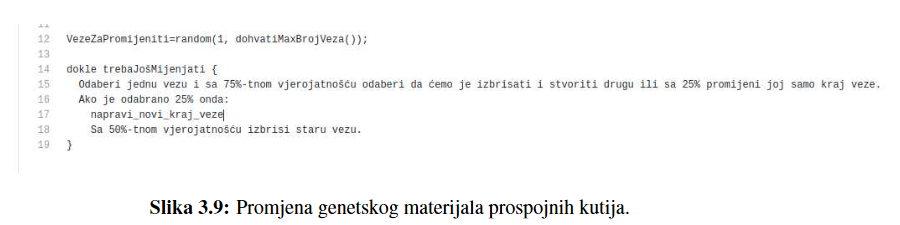 11
12 VezeZaPromijeniti=random(1, dohvatiMaxBrojVeza());
13
14 dokle trebaJošMijenjati {
15 Odaberi jednu vezu i sa 75%-tnom vjerojatnošću odaberi da ćemo je izbrisati i stvoriti drugu ili sa 25% promijeni joj samo kraj veze.
16 Ako je odabrano 25% onda:
17 napravi_novi_kraj_veze
18 Sa 50%-tnom vjerojatnošću izbrisi staru vezu.
19 }
Slika 3.9: Promjena genetskog materijala prospojnih kutija.